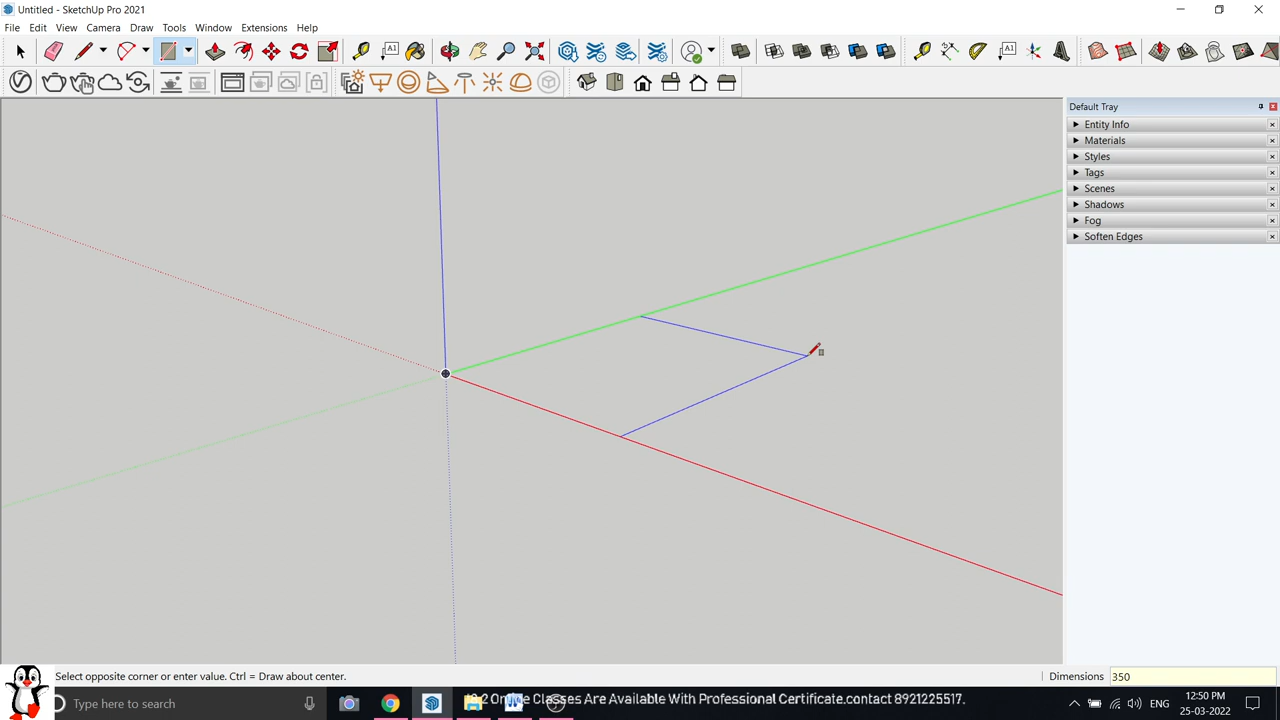 Untitled - SketchUp Pro 2021
File Edit View Camera Draw Tools Window Extensions Help
Default Tray
Entity Info
Materials
Styles
Tags
Scenes
Shadows
Fog
Soften Edges
Select opposite corner or enter value. Ctrl = Draw about center.
Dimensions 350
Type here to search
Classes Are Available With Professional Certificate.contact 8921225517.
ENG
12:50 PM
25-03-2022